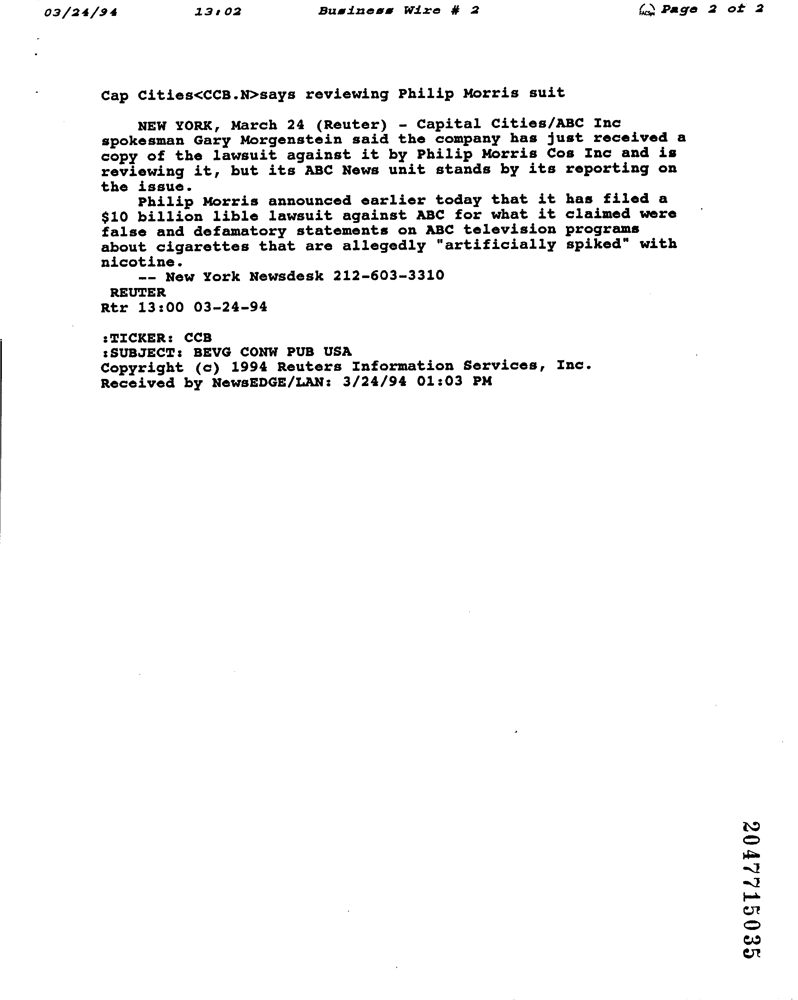 03/24/94 13:02 Business Wire # 2 Page 2 of 2
Cap Cities<CCB.N>says reviewing Philip Morris suit
NEW YORK, March 24 (Reuter) - Capital Cities/ABC Inc
spokesman Gary Morgenstein said the company has just received a
copy of the lawsuit against it by Philip Morris Cos Inc and is
reviewing it, but its ABC News unit stands by its reporting on
the issue.
Philip Morris announced earlier today that it has filed a
$10 billion lible lawsuit against ABC for what it claimed were
false and defamatory statements on ABC television programs
about cigarettes that are allegedly "artificially spiked" with
nicotine.
-- New York Newsdesk 212-603-3310
REUTER
Rtr 13:00 03-24-94
:TICKER: CCB
:SUBJECT: BEVG CONW PUB USA
Copyright (c) 1994 Reuters Information Services, Inc.
Received by NewsEDGE/LAN: 3/24/94 01:03 PM
2047715035